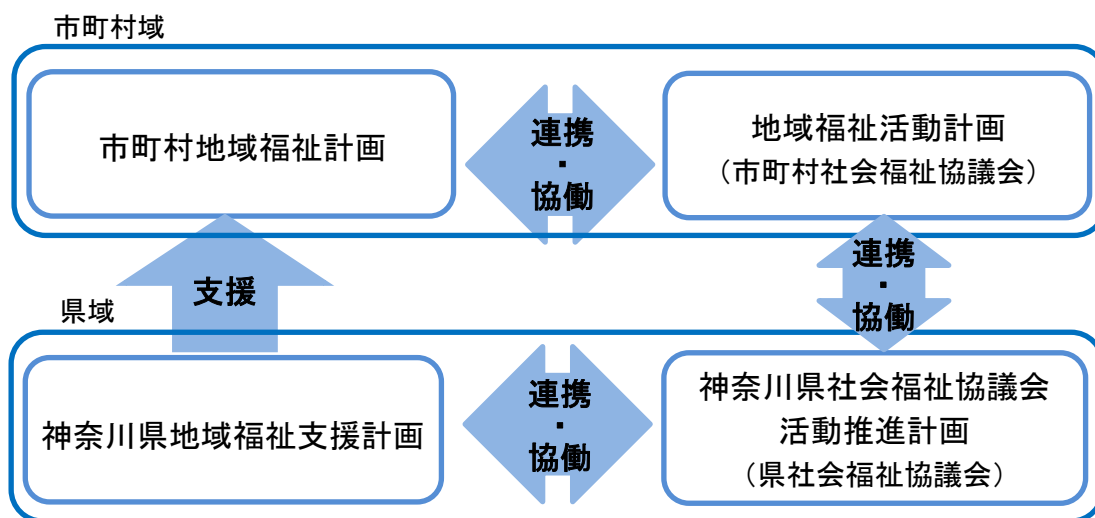 市町村域
市町村地域福祉計画
連携
・
協働
地域福祉活動計画
（市町村社会福祉協議会）
支援
連携
・
協働
県域
神奈川県地域福祉支援計画
連携
・
協働
神奈川県社会福祉協議会
活動推進計画
（県社会福祉協議会）